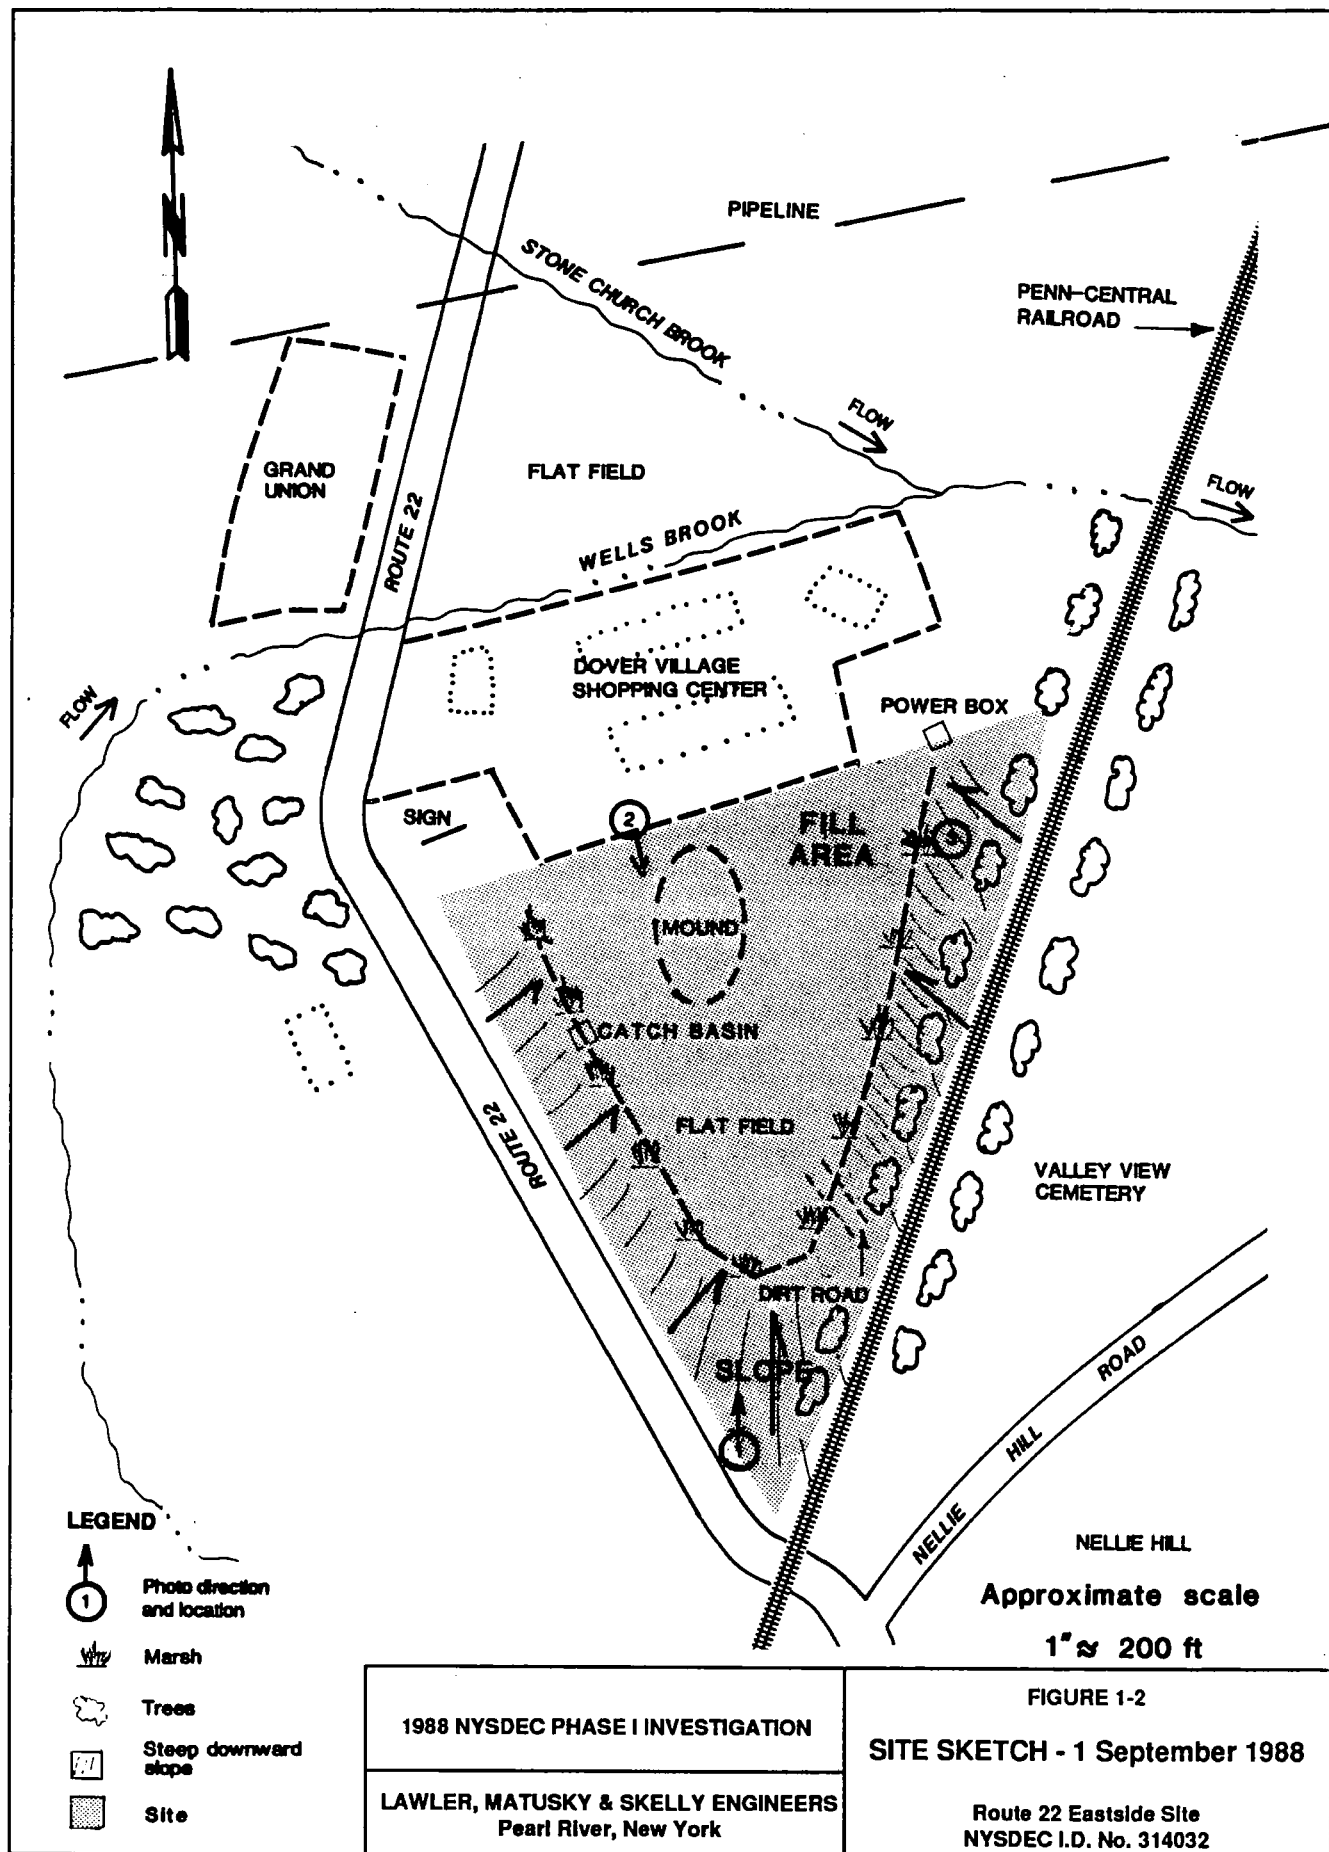 N
PIPELINE
STONE CHURCH BROOK
PENN-CENTRAL
RAILROAD
FLOW
GRAND
UNION
FLAT FIELD
ROUTE 22
FLOW
WELLS BROOK
DOVER VILLAGE
SHOPPING CENTER
FLOW
POWER BOX
SIGN
2
FILL
AREA
MOUND
CATCH BASIN
ROUTE 22
FLAT FIELD
VALLEY VIEW
CEMETERY
DIRT ROAD
SLOPE
NELLIE HILL ROAD
LEGEND
1
Photo direction
and location
Marsh
Trees
Steep downward
slope
Site
NELLIE HILL
Approximate scale
1" ≈ 200 ft
1988 NYSDEC PHASE I INVESTIGATION
LAWLER, MATUSKY & SKELLY ENGINEERS
Pearl River, New York
FIGURE 1-2
SITE SKETCH - 1 September 1988
Route 22 Eastside Site
NYSDEC I.D. No. 314032